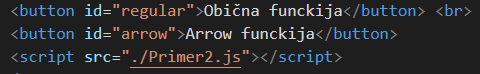 <button id="regular">Obična funckija</button> <br>
<button id="arrow">Arrow funckija</button>
<script src="./Primer2.js"></script>